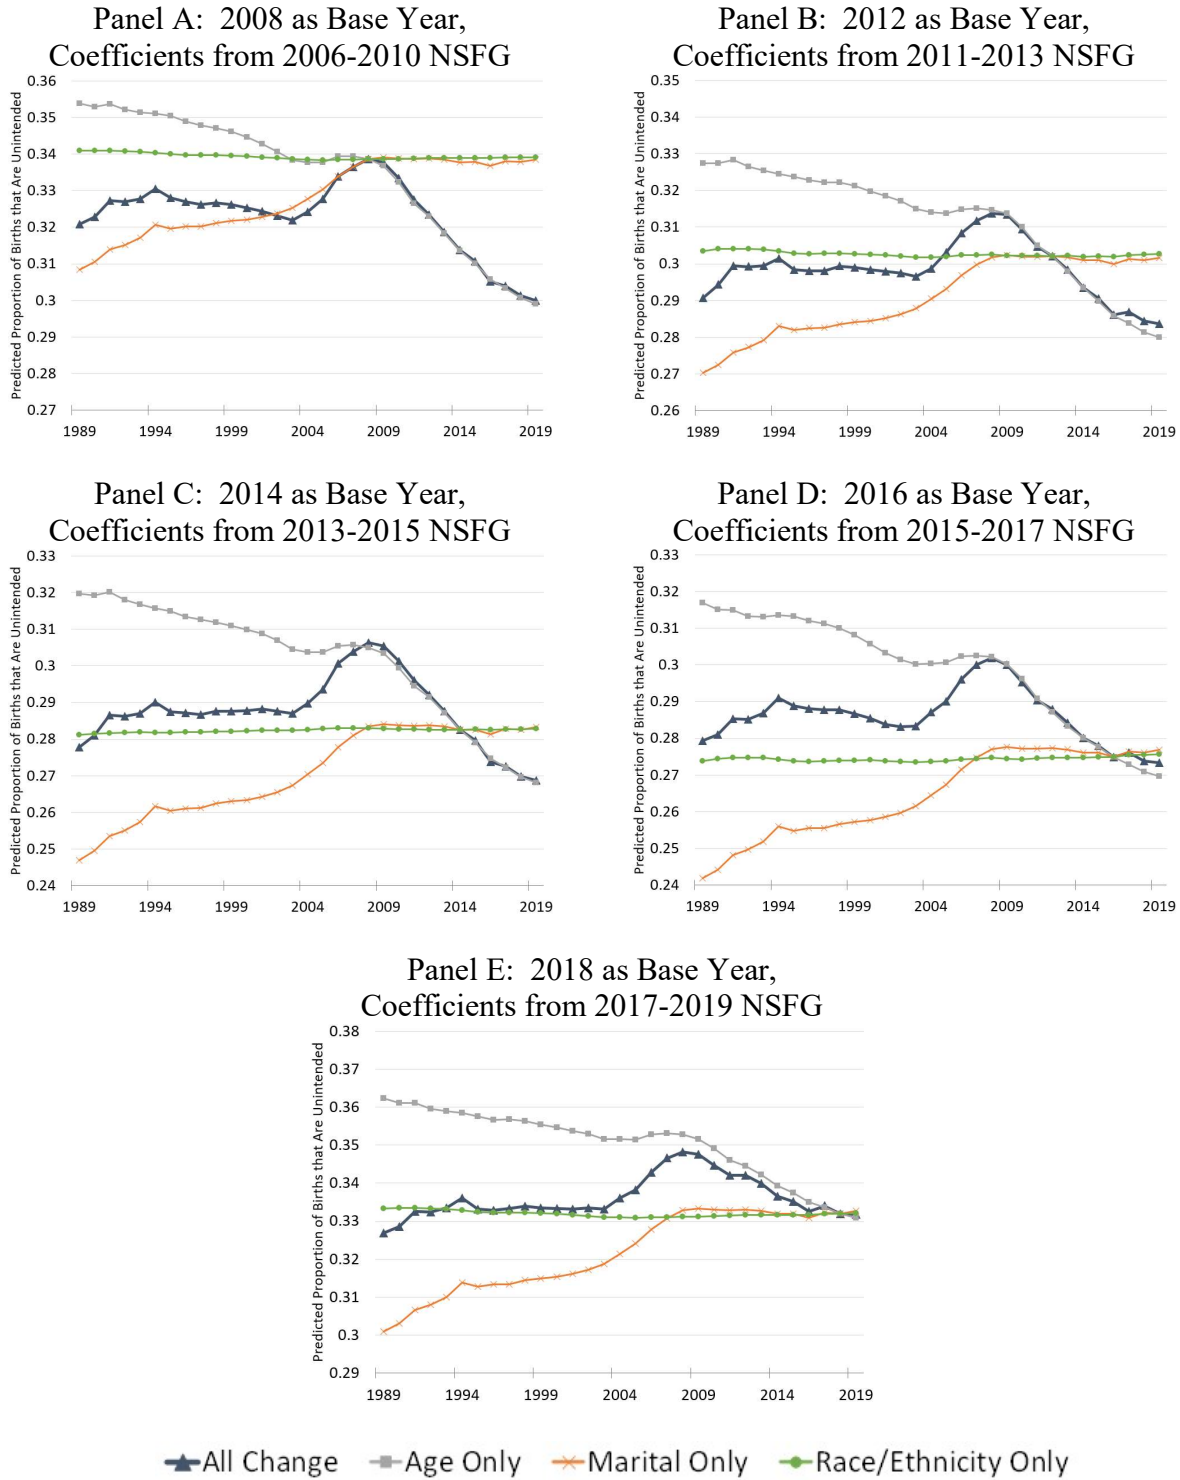 Panel A: 2008 as Base Year,
Coefficients from 2006-2010 NSFG
Predicted Proportion of Births that Are Unintended
0.36
0.35
0.34
0.33
0.32
0.31
0.3
0.29
0.28
0.27
1989 1994 1999 2004 2009 2014 2019
Panel B: 2012 as Base Year,
Coefficients from 2011-2013 NSFG
Predicted Proportion of Births that Are Unintended
0.35
0.34
0.33
0.32
0.31
0.3
0.29
0.28
0.27
0.26
1989 1994 1999 2004 2009 2014 2019
Panel C: 2014 as Base Year,
Coefficients from 2013-2015 NSFG
Predicted Proportion of Births that Are Unintended
0.33
0.32
0.31
0.3
0.29
0.28
0.27
0.26
0.25
0.24
1989 1994 1999 2004 2009 2014 2019
Panel D: 2016 as Base Year,
Coefficients from 2015-2017 NSFG
Predicted Proportion of Births that Are Unintended
0.33
0.32
0.31
0.3
0.29
0.28
0.27
0.26
0.25
0.24
1989 1994 1999 2004 2009 2014 2019
Panel E: 2018 as Base Year,
Coefficients from 2017-2019 NSFG
Predicted Proportion of Births that Are Unintended
0.38
0.37
0.36
0.35
0.34
0.33
0.32
0.31
0.3
0.29
1989 1994 1999 2004 2009 2014 2019
All Change Age Only Marital Only Race/Ethnicity Only